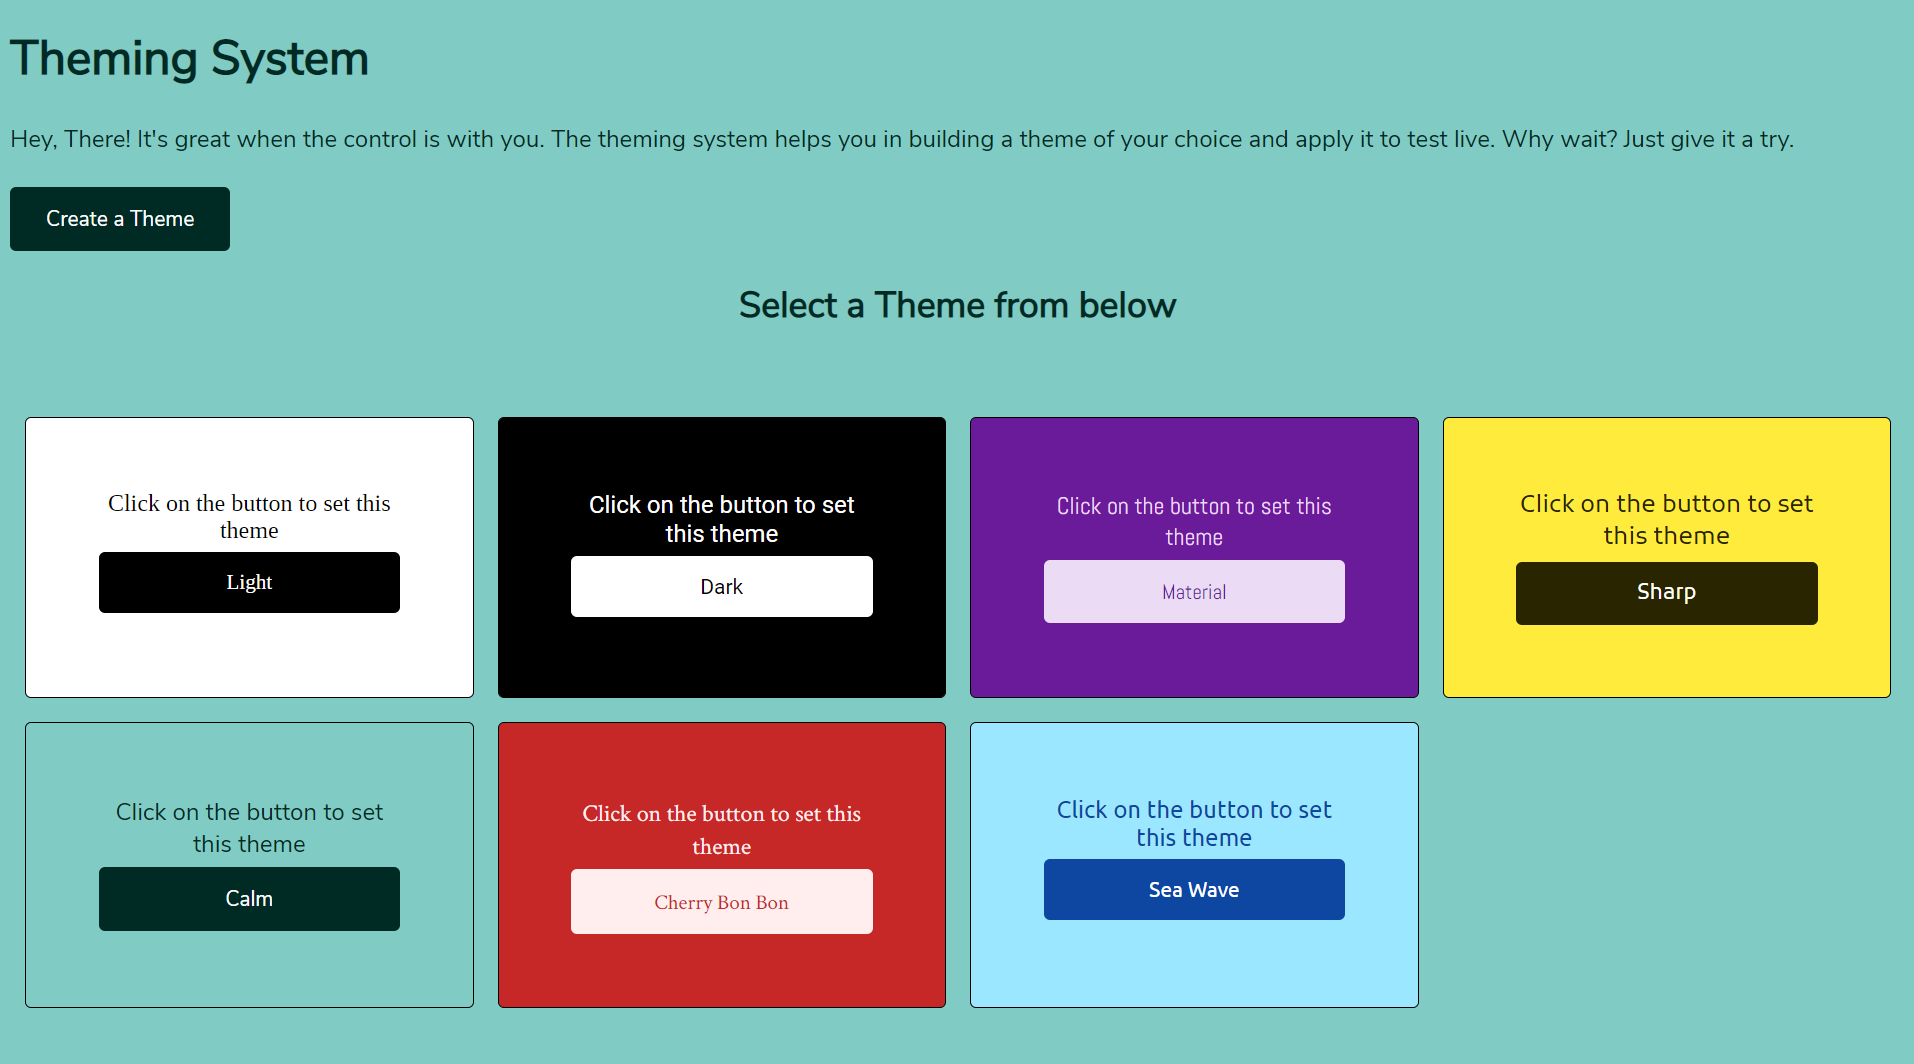 Theming System
Hey, There! It's great when the control is with you. The theming system helps you in building a theme of your choice and apply it to test live. Why wait? Just give it a try.
Create a Theme
Select a Theme from below
Click on the button to set this
theme
Light
Click on the button to set
this theme
Dark
Click on the button to set this
theme
Material
Click on the button to set
this theme
Sharp
Click on the button to set
this theme
Calm
Click on the button to set this
theme
Cherry Bon Bon
Click on the button to set
this theme
Sea Wave